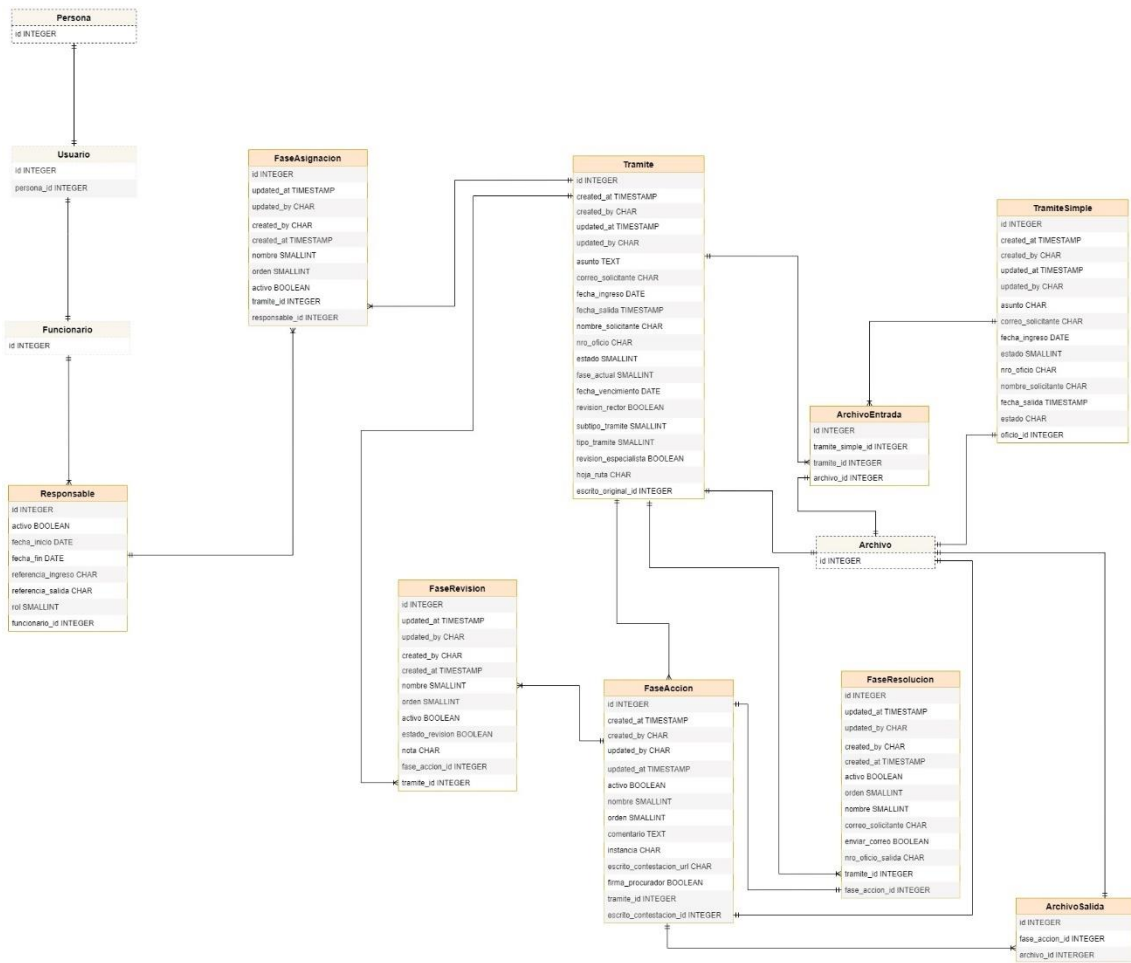 Persona
id INTEGER
Usuario
id INTEGER
persona_id INTEGER
Funcionario
id INTEGER
Responsable
id INTEGER
activo BOOLEAN
fecha_inicio DATE
fecha_fin DATE
referencia_ingreso CHAR
referencia_salida CHAR
rol SMALLINT
funcionario_id INTEGER
FaseAsignacion
id INTEGER
updated_at TIMESTAMP
updated_by CHAR
created_by CHAR
created_at TIMESTAMP
nombre SMALLINT
orden SMALLINT
activo BOOLEAN
tramite_id INTEGER
responsable_id INTEGER
Tramite
id INTEGER
created_at TIMESTAMP
created_by CHAR
updated_at TIMESTAMP
updated_by CHAR
asunto TEXT
correo_solicitante CHAR
fecha_ingreso DATE
fecha_salida TIMESTAMP
nombre_solicitante CHAR
nro_oficio CHAR
estado SMALLINT
fase_actual SMALLINT
fecha_vencimiento DATE
revision_rector BOOLEAN
subtipo_tramite SMALLINT
tipo_tramite SMALLINT
revision_especialista BOOLEAN
hoja_ruta CHAR
escrito_original_id INTEGER
TramiteSimple
id INTEGER
created_at TIMESTAMP
created_by CHAR
updated_at TIMESTAMP
updated_by CHAR
asunto CHAR
correo_solicitante CHAR
fecha_ingreso DATE
estado SMALLINT
nro_oficio CHAR
nombre_solicitante CHAR
fecha_salida TIMESTAMP
estado CHAR
oficio_id INTEGER
ArchivoEntrada
id INTEGER
tramite_simple_id INTEGER
tramite_id INTEGER
archivo_id INTEGER
Archivo
id INTEGER
FaseRevision
id INTEGER
updated_at TIMESTAMP
updated_by CHAR
created_by CHAR
created_at TIMESTAMP
nombre SMALLINT
orden SMALLINT
activo BOOLEAN
estado_revision BOOLEAN
nota CHAR
fase_accion_id INTEGER
tramite_id INTEGER
FaseAccion
id INTEGER
created_at TIMESTAMP
created_by CHAR
updated_by CHAR
updated_at TIMESTAMP
activo BOOLEAN
nombre SMALLINT
orden SMALLINT
comentario TEXT
instancia CHAR
escrito_contestacion_url CHAR
firma_procurador BOOLEAN
tramite_id INTEGER
escrito_contestacion_id INTEGER
FaseResolucion
id INTEGER
updated_at TIMESTAMP
updated_by CHAR
created_by CHAR
created_at TIMESTAMP
activo BOOLEAN
orden SMALLINT
nombre SMALLINT
correo_solicitante CHAR
enviar_correo BOOLEAN
nro_oficio_salida CHAR
tramite_id INTEGER
fase_accion_id INTEGER
ArchivoSalida
id INTEGER
fase_accion_id INTEGER
archivo_id INTERGER